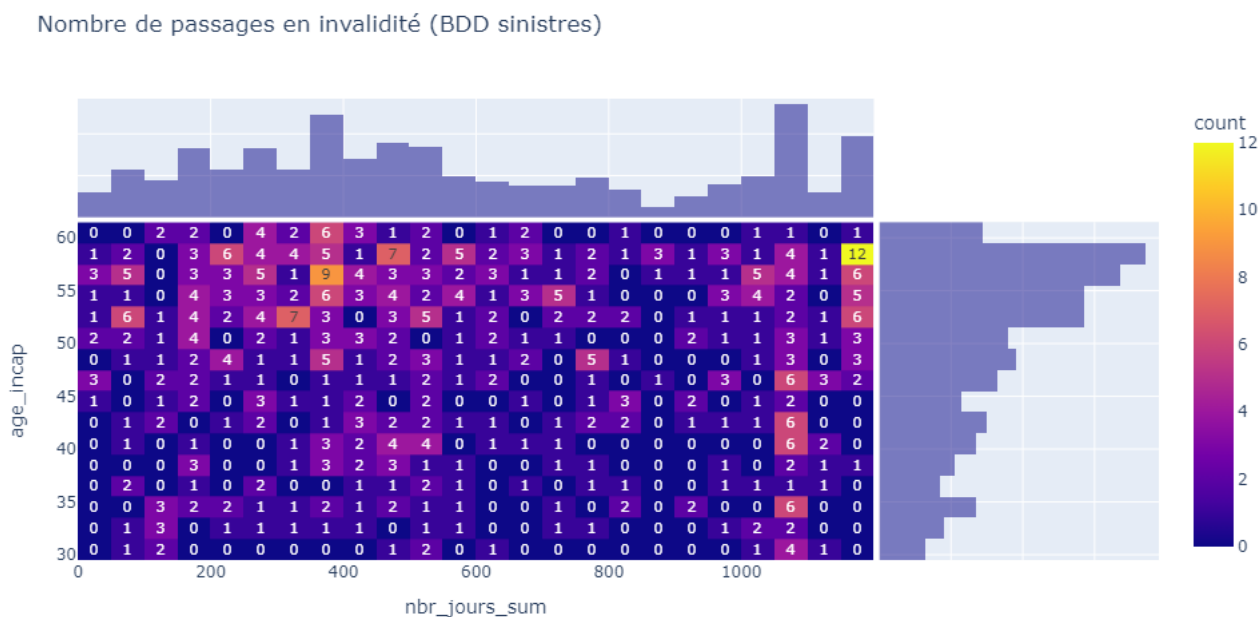 Nombre de passages en invalidité (BDD sinistres)
count
12
10
8
6
4
2
0
60
55
50
45
40
35
30
age_incap
0 0 2 2 0 4 2 6 3 1 2 0 1 2 0 0 1 0 0 0 1 1 0 1
1 2 0 3 6 4 4 5 1 7 2 5 2 3 1 2 1 3 1 3 1 4 1 12
3 5 0 3 3 5 1 9 4 3 3 2 3 1 1 2 0 1 1 1 5 4 1 6
1 1 0 4 3 3 2 6 3 4 2 4 1 3 5 1 0 0 0 3 4 2 0 5
1 6 1 4 2 4 7 3 0 3 5 1 2 0 2 2 2 0 1 1 1 2 1 6
2 2 1 4 0 2 1 3 3 2 0 1 2 1 1 0 0 0 2 1 1 3 1 3
0 1 1 2 4 1 1 5 1 2 3 1 1 2 0 5 1 0 0 0 1 3 0 3
3 0 2 2 1 1 0 1 1 1 2 1 2 0 0 1 0 1 0 3 0 6 3 2
1 0 1 2 0 3 1 1 2 0 2 0 0 1 0 1 3 0 2 0 1 2 0 0
0 1 2 0 1 2 0 1 3 2 2 1 1 0 1 2 2 0 1 1 1 6 0 0
0 1 0 1 0 0 1 3 2 4 4 0 1 1 1 0 0 0 0 0 0 6 2 0
0 0 0 3 0 0 1 3 2 3 1 1 0 0 1 1 0 0 0 1 0 2 1 1
0 2 0 1 0 2 0 0 1 1 2 1 0 1 0 1 1 0 0 1 1 1 1 0
0 0 3 2 2 1 1 2 1 2 1 1 0 0 1 0 2 0 2 0 0 6 0 0
0 1 3 0 1 1 1 1 1 0 1 1 0 0 1 1 0 0 0 1 2 2 0 0
0 1 2 0 0 0 0 0 0 1 2 0 1 0 0 0 0 0 0 0 1 4 1 0
0 200 400 600 800 1000
nbr_jours_sum